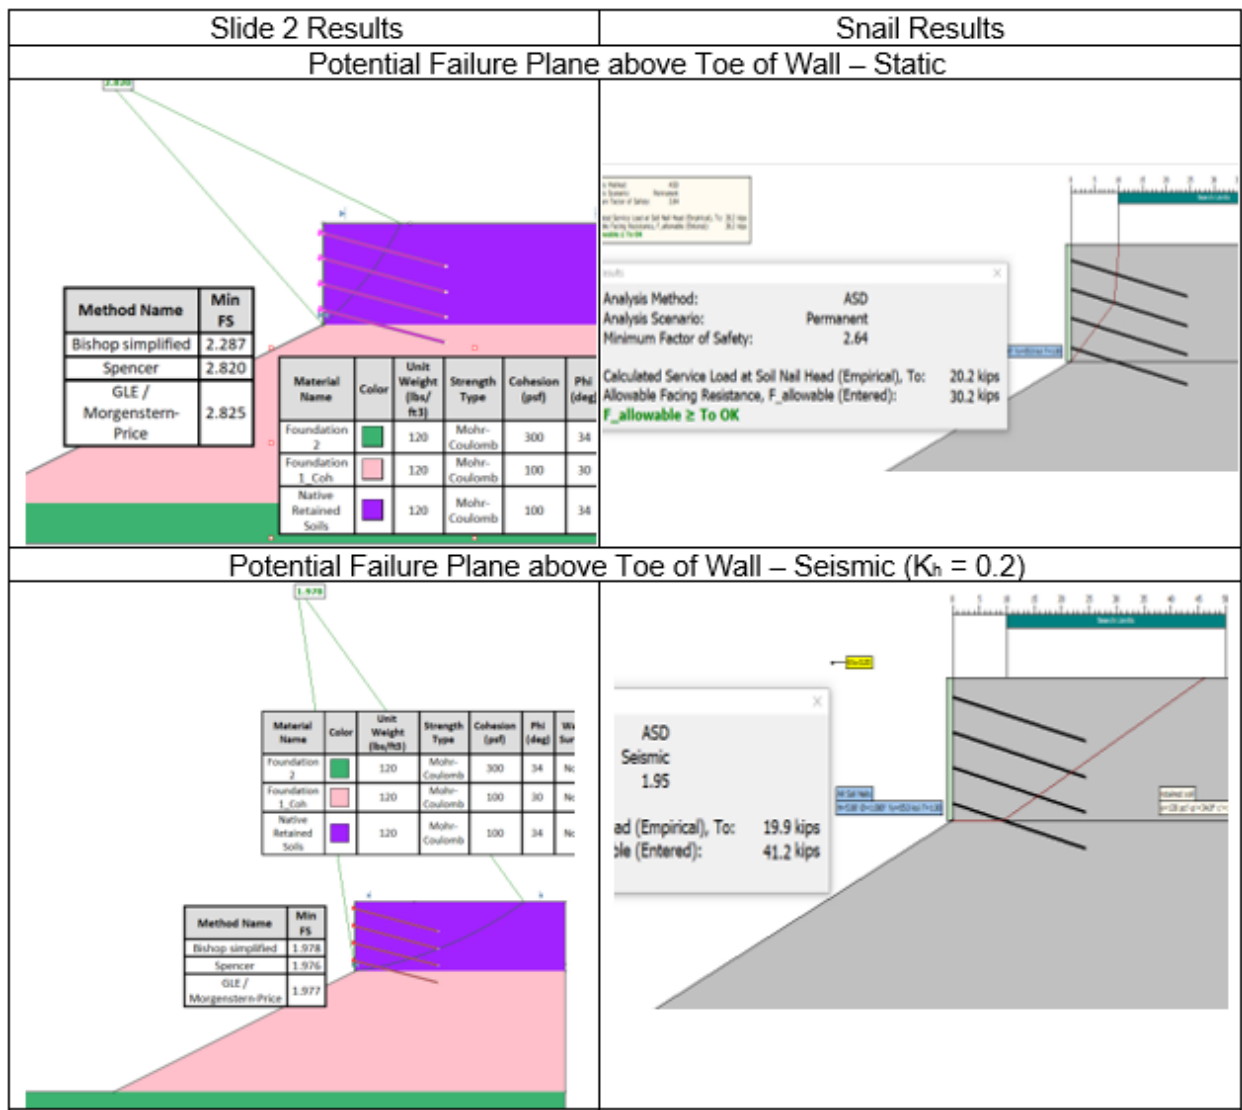 Slide 2 Results
Snail Results
Potential Failure Plane above Toe of Wall – Static
Method Name
Min
FS
Bishop simplified
2.287
Spencer
2.820
GLE /
Morgenstern-
Price
2.825
Material
Name
Color
Unit
Weight
(lbs/
ft3)
Strength
Type
Cohesion
(psf)
Phi
(deg
Foundation
2
120
Mohr-
Coulomb
300
34
Foundation
1_Coh
120
Mohr-
Coulomb
100
30
Native
Retained
Soils
120
Mohr-
Coulomb
100
34
Analysis Method: ASD
Analysis Scenario: Permanent
Minimum Factor of Safety: 2.64
Calculated Service Load at Soil Nail Head (Empirical), To: 20.2 kips
Allowable Facing Resistance, F_allowable (Entered): 30.2 kips
F_allowable ≥ To OK
Potential Failure Plane above Toe of Wall – Seismic (Kh = 0.2)
1.978
Material
Name
Color
Unit
Weight
(lbs/ft3)
Strength
Type
Cohesion
(psf)
Phi
(deg)
Foundation
2
120
Mohr-
Coulomb
300
34
Foundation
1_Coh
120
Mohr-
Coulomb
100
30
Native
Retained
Soils
120
Mohr-
Coulomb
100
34
Method Name
Min
FS
Bishop simplified
1.978
Spencer
1.976
GLE /
Morgenstern-Price
1.977
ASD
Seismic
1.95
ad (Empirical), To: 19.9 kips
ble (Entered): 41.2 kips